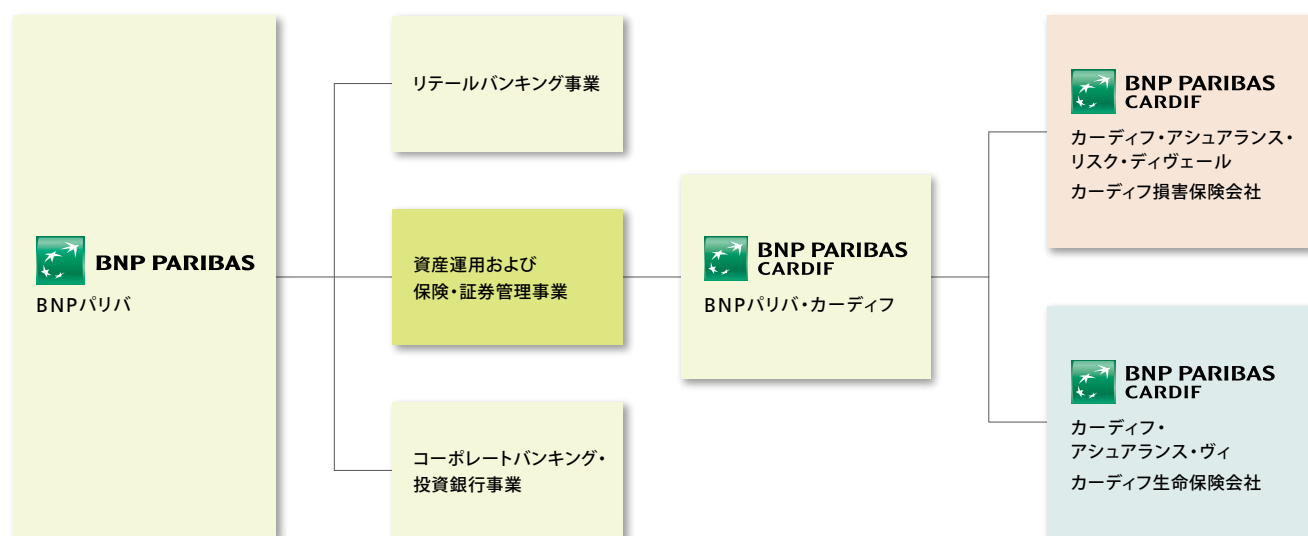 BNP PARIBAS
BNPパリバ
リテールバンキング事業
資産運用および
保険・証券管理事業
コーポレートバンキング・
投資銀行事業
BNP PARIBAS
CARDIF
BNPパリバ・カーディフ
BNP PARIBAS
CARDIF
カーディフ・アシュアランス・
リスク・ディヴェール
カーディフ損害保険会社
BNP PARIBAS
CARDIF
カーディフ・
アシュアランス・ヴィ
カーディフ生命保険会社